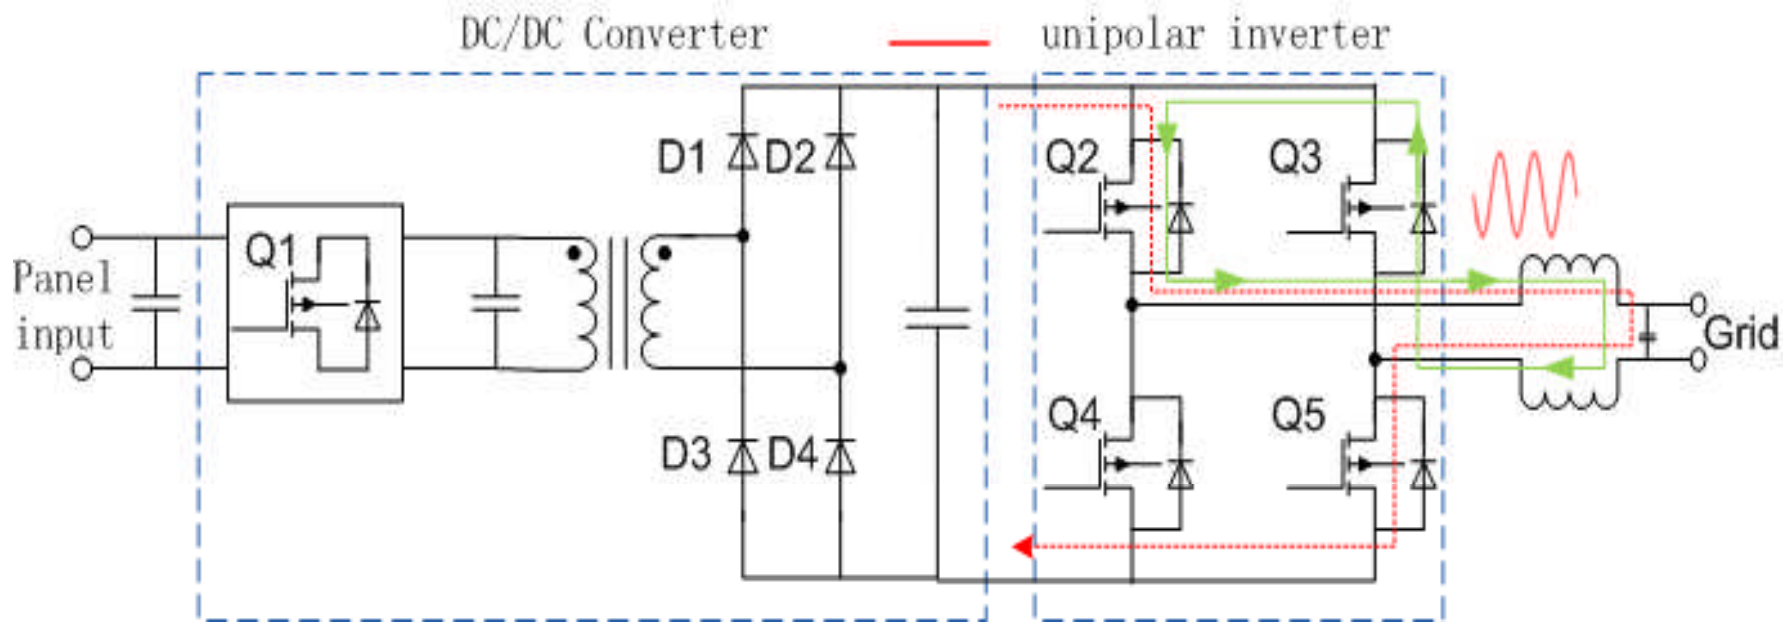 DC/DC Converter
unipolar inverter
D1
D2
Q2
Q3
Q1
Panel
input
Grid
Q4
Q5
D3
D4